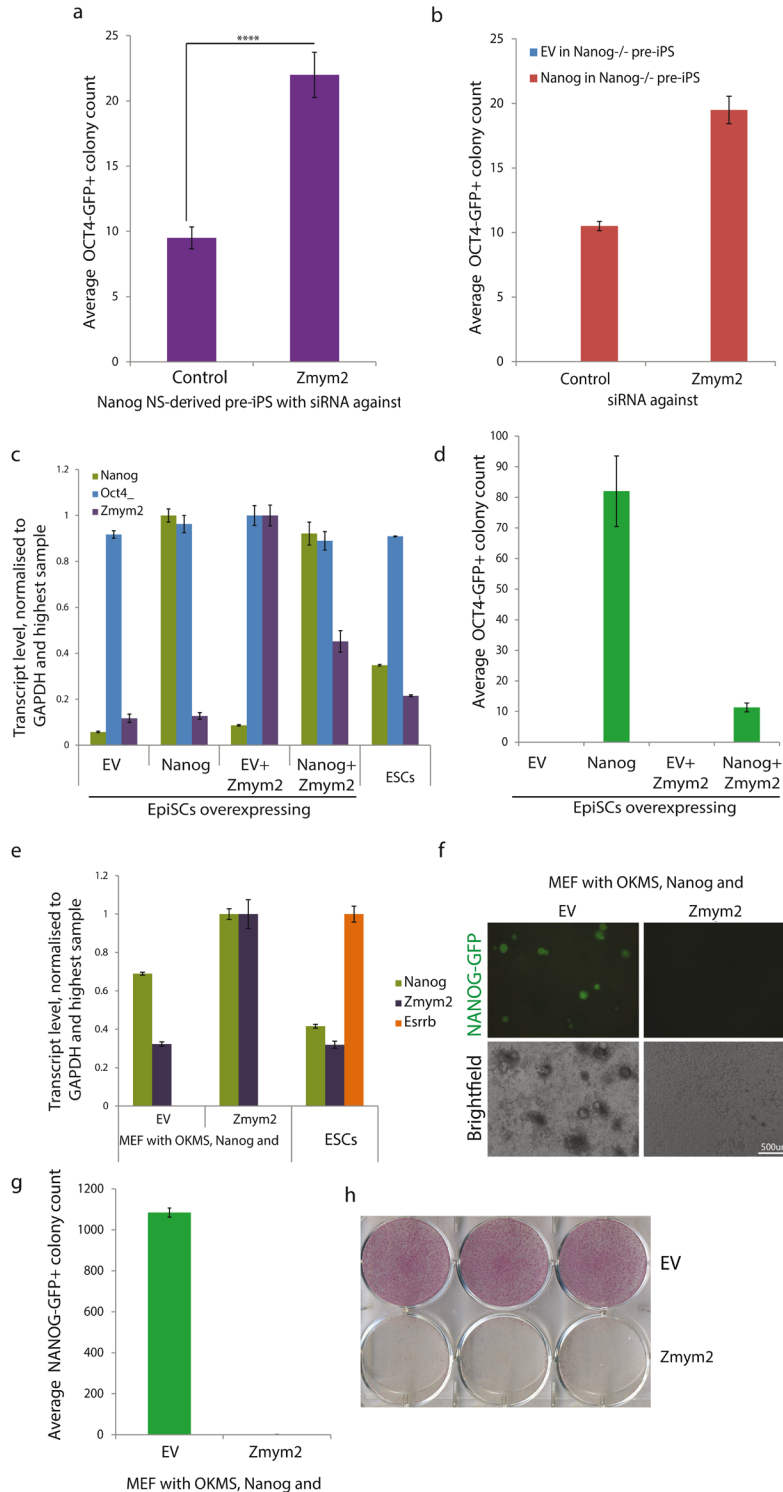 a
****
Average OCT4-GFP+ colony count
25
20
15
10
5
0
Control
Zmym2
Nanog NS-derived pre-iPS with siRNA against
b
Average OCT4-GFP+ colony count
25
20
15
10
5
0
EV in Nanog-/- pre-iPS
Nanog in Nanog-/- pre-iPS
Control
Zmym2
siRNA against
c
Transcript level, normalised to
GAPDH and highest sample
1.2
1
0.8
0.6
0.4
0.2
0
Nanog
Oct4_
Zmym2
EV
Nanog
EV+
Zmym2
Nanog+
Zmym2
ESCs
EpiSCs overexpressing
d
Average OCT4-GFP+ colony count
100
90
80
70
60
50
40
30
20
10
0
EV
Nanog
EV+
Zmym2
Nanog+
Zmym2
EpiSCs overexpressing
e
Transcript level, normalised to
GAPDH and highest sample
1.2
1
0.8
0.6
0.4
0.2
0
Nanog
Zmym2
Esrrb
EV
Zmym2
ESCs
MEF with OKMS, Nanog and
f
MEF with OKMS, Nanog and
EV
Zmym2
NANOG-GFP
Brightfield
500um
g
Average NANOG-GFP+ colony count
1200
1000
800
600
400
200
0
EV
Zmym2
MEF with OKMS, Nanog and
h
EV
Zmym2